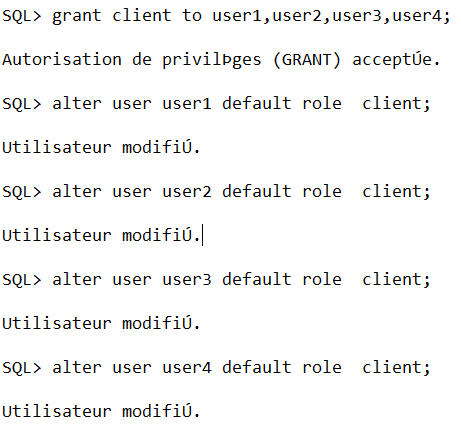 SQL> grant client to user1,user2,user3,user4;
Autorisation de privilÞges (GRANT) acceptÚe.
SQL> alter user user1 default role  client;
Utilisateur modifiÚ.
SQL> alter user user2 default role  client;
Utilisateur modifiÚ.
SQL> alter user user3 default role  client;
Utilisateur modifiÚ.
SQL> alter user user4 default role  client;
Utilisateur modifiÚ.